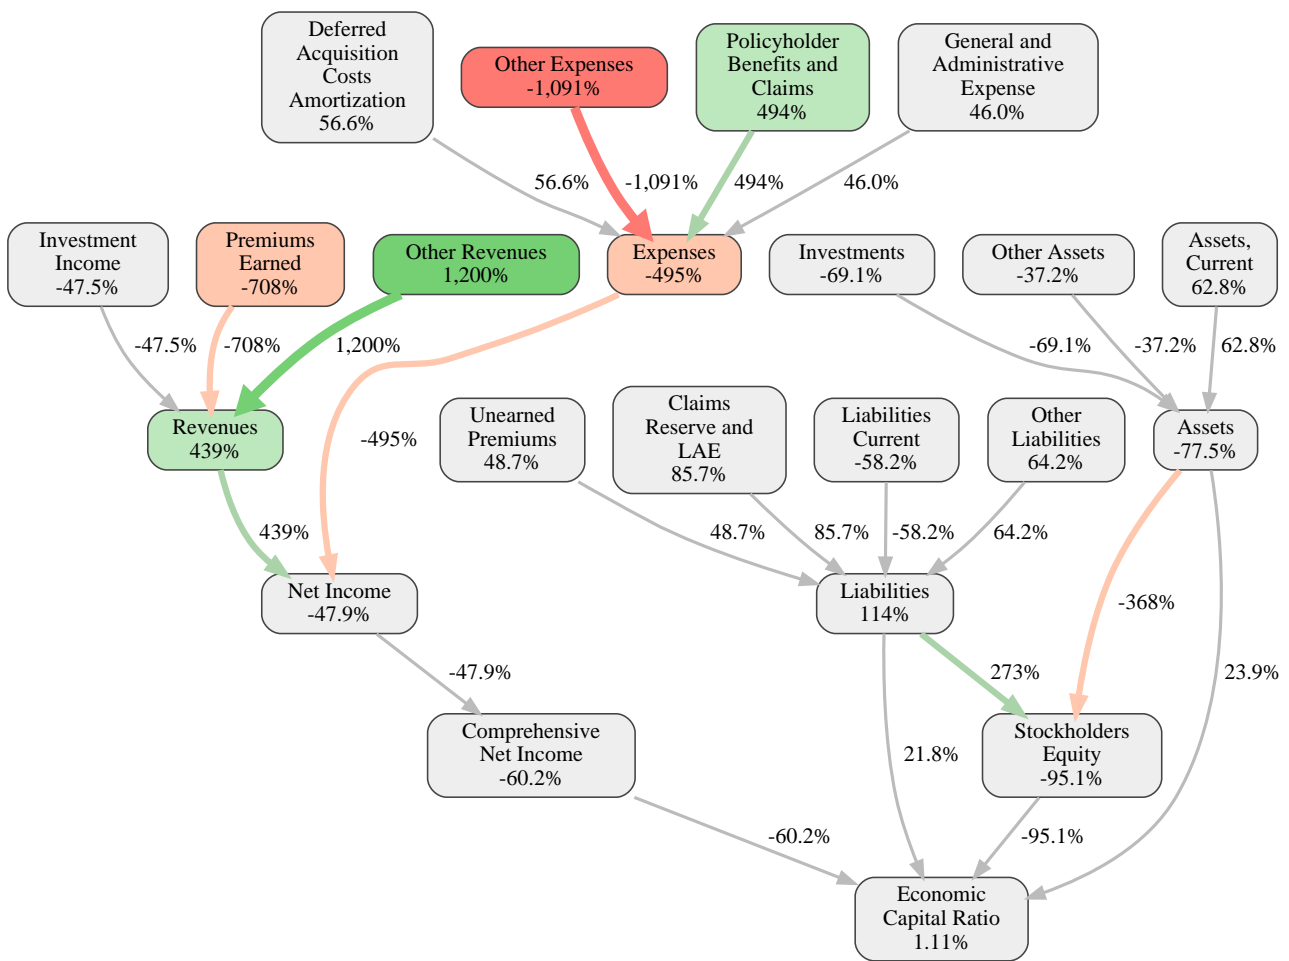 Deferred
Acquisition
Costs
Amortization
56.6%
Other Expenses
-1,091%
Policyholder
Benefits and
Claims
494%
General and
Administrative
Expense
46.0%
56.6%
-1,091%
494%
46.0%
Investment
Income
-47.5%
Premiums
Earned
-708%
Other Revenues
1,200%
Expenses
-495%
Investments
-69.1%
Other Assets
-37.2%
Assets,
Current
62.8%
-47.5%
-708%
1,200%
-69.1%
-37.2%
62.8%
Revenues
439%
-495%
Unearned
Premiums
48.7%
Claims
Reserve and
LAE
85.7%
Liabilities
Current
-58.2%
Other
Liabilities
64.2%
Assets
-77.5%
439%
48.7%
85.7%
-58.2%
64.2%
Net Income
-47.9%
Liabilities
114%
-368%
-47.9%
273%
23.9%
Comprehensive
Net Income
-60.2%
21.8%
Stockholders
Equity
-95.1%
-60.2%
-95.1%
Economic
Capital Ratio
1.11%